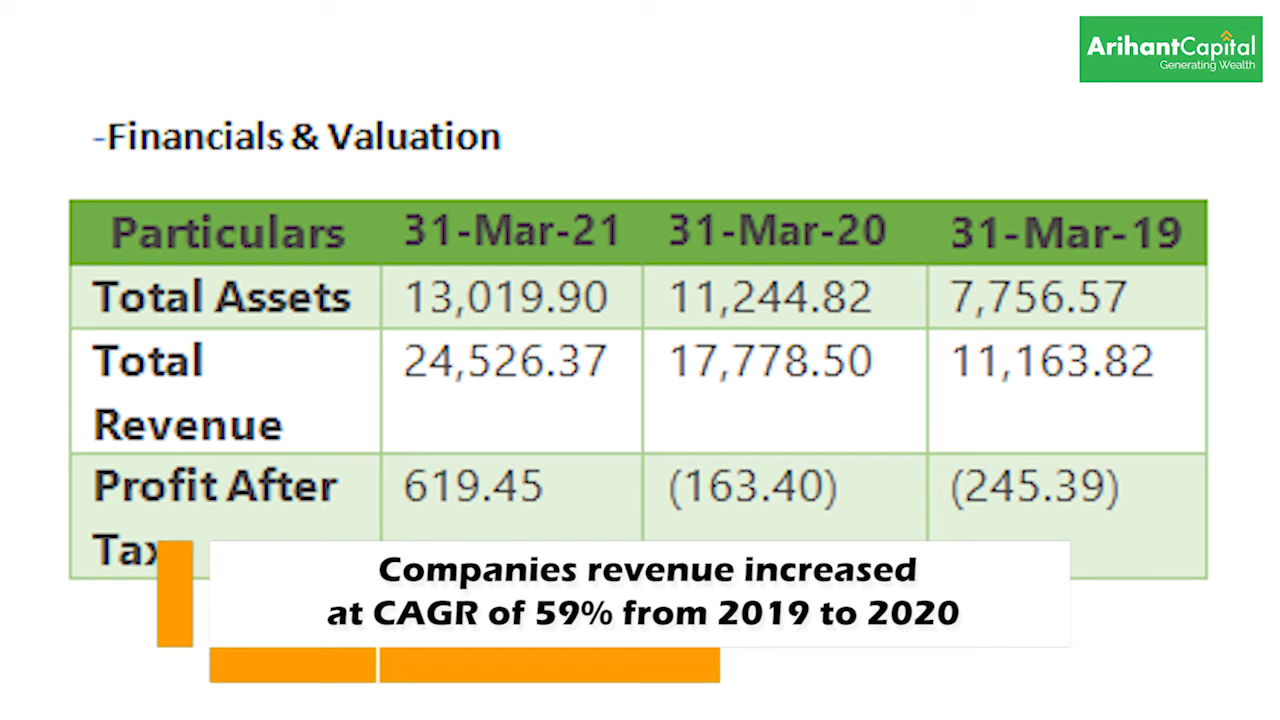 ArihantCapital
Generating Wealth
-Financials & Valuation
Particulars 31-Mar-21 31-Mar-20 31-Mar-19
Total Assets 13,019.90 11,244.82 7,756.57
Total 24,526.37 17,778.50 11,163.82
Revenue
Profit After 619.45 (163.40) (245.39)
Tax
Companies revenue increased
at CAGR of 59% from 2019 to 2020